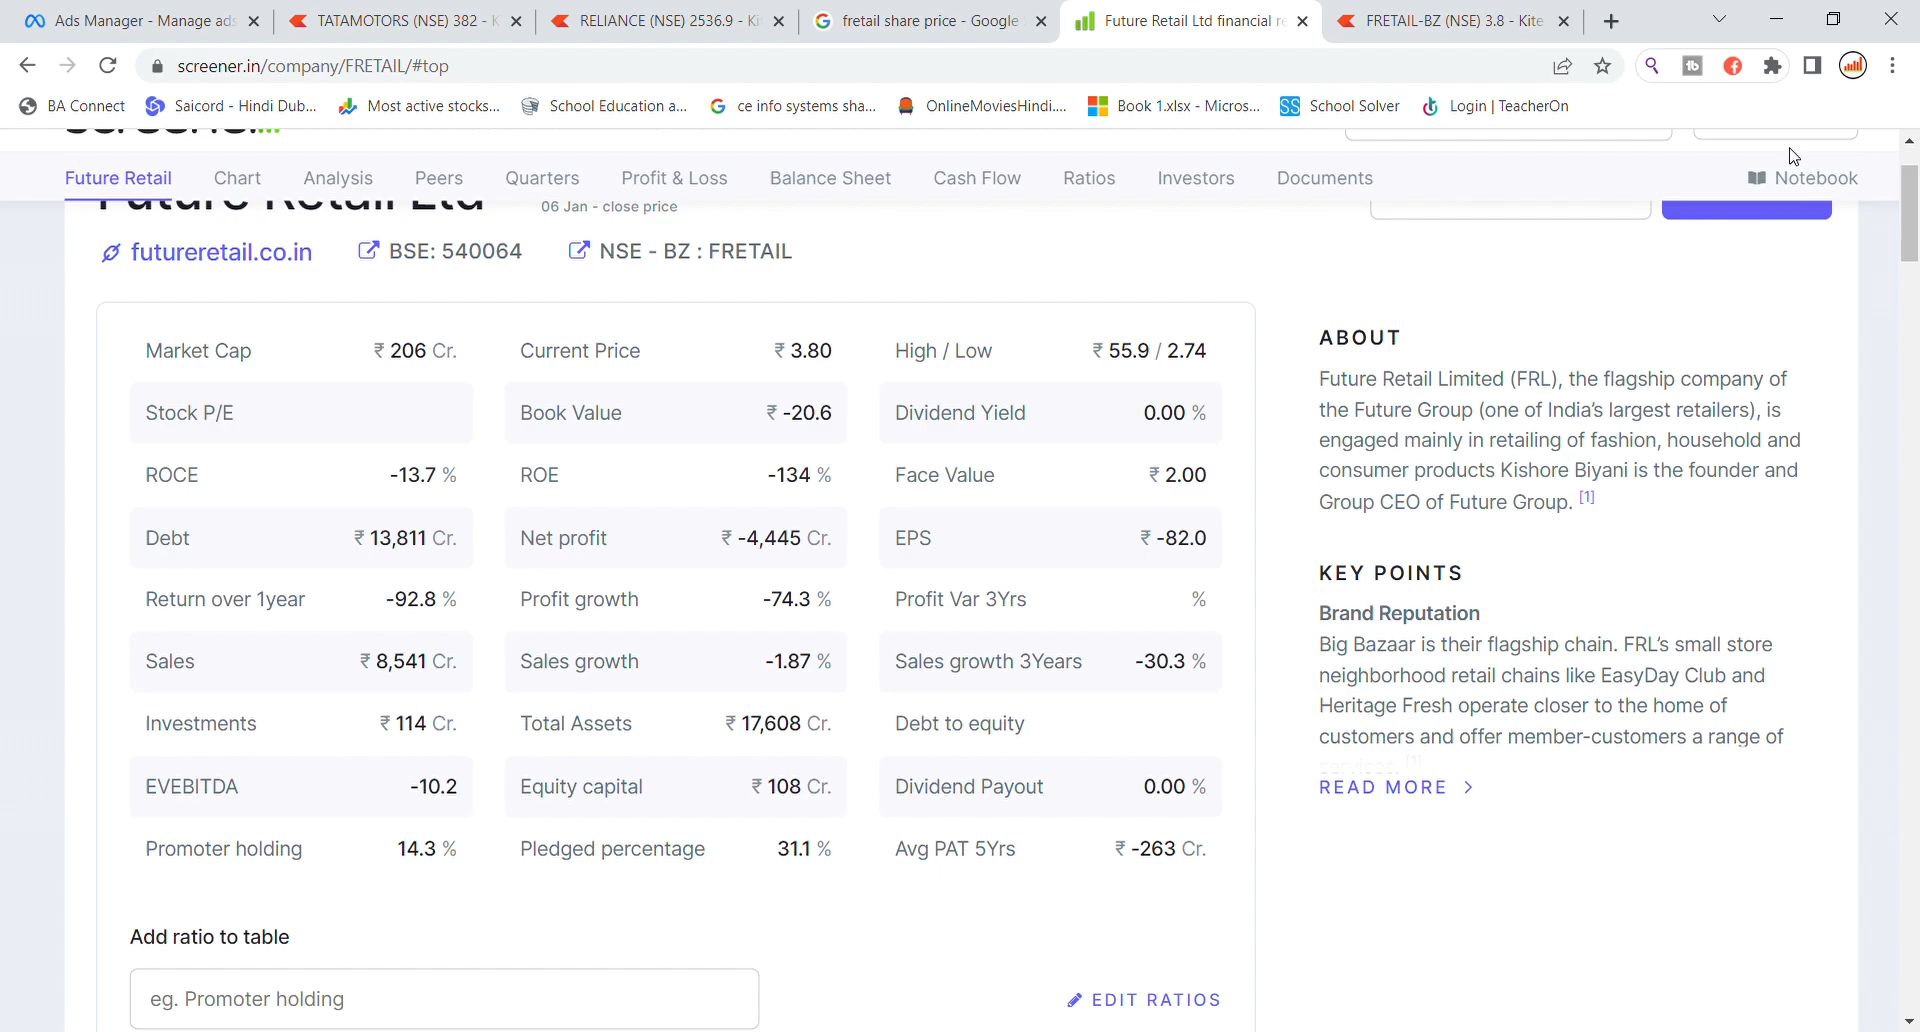 Ads Manager - Manage ads
TATAMOTORS (NSE) 382 - K
RELIANCE (NSE) 2536.9 - Ki
fretail share price - Google
Future Retail Ltd financial re
FRETAIL-BZ (NSE) 3.8 - Kite
screener.in/company/FRETAIL/#top
BA Connect
Saicord - Hindi Dub...
Most active stocks...
School Education a...
ce info systems sha...
OnlineMoviesHindi....
Book 1.xlsx - Micros...
SS School Solver
Login | TeacherOn
Future Retail
Chart
Analysis
Peers
Quarters
Profit & Loss
Balance Sheet
Cash Flow
Ratios
Investors
Documents
Notebook
Future Retail Ltd
06 Jan - close price
futureretail.co.in
BSE: 540064
NSE - BZ : FRETAIL
Market Cap ₹ 206 Cr.
Current Price ₹ 3.80
High / Low ₹ 55.9 / 2.74
Stock P/E
Book Value ₹ -20.6
Dividend Yield 0.00 %
ROCE -13.7 %
ROE -134 %
Face Value ₹ 2.00
Debt ₹ 13,811 Cr.
Net profit ₹ -4,445 Cr.
EPS ₹ -82.0
Return over 1year -92.8 %
Profit growth -74.3 %
Profit Var 3Yrs %
Sales ₹ 8,541 Cr.
Sales growth -1.87 %
Sales growth 3Years -30.3 %
Investments ₹ 114 Cr.
Total Assets ₹ 17,608 Cr.
Debt to equity
EVEBITDA -10.2
Equity capital ₹ 108 Cr.
Dividend Payout 0.00 %
Promoter holding 14.3 %
Pledged percentage 31.1 %
Avg PAT 5Yrs ₹ -263 Cr.
Add ratio to table
eg. Promoter holding
EDIT RATIOS
ABOUT
Future Retail Limited (FRL), the flagship company of
the Future Group (one of India's largest retailers), is
engaged mainly in retailing of fashion, household and
consumer products Kishore Biyani is the founder and
Group CEO of Future Group. [1]
KEY POINTS
Brand Reputation
Big Bazaar is their flagship chain. FRL's small store
neighborhood retail chains like EasyDay Club and
Heritage Fresh operate closer to the home of
customers and offer member-customers a range of
services. [1]
READ MORE